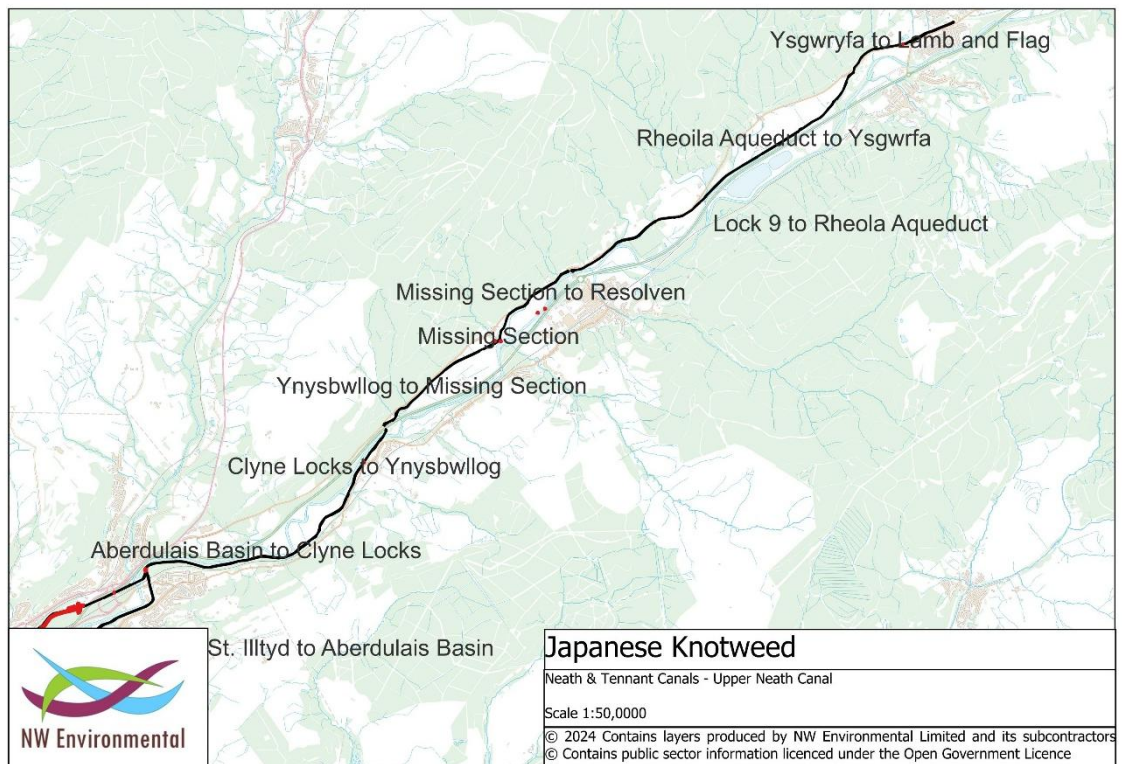 Ysgwryfa to Lamb and Flag
Rheoila Aqueduct to Ysgwrfa
Lock 9 to Rheola Aqueduct
Missing Section to Resolven
Missing Section
Ynysbwllog to Missing Section
Clyne Locks to Ynysbwllog
Aberdulais Basin to Clyne Locks
St. Illtyd to Aberdulais Basin
NW Environmental
Japanese Knotweed
Neath & Tennant Canals - Upper Neath Canal
Scale 1:50,0000
© 2024 Contains layers produced by NW Environmental Limited and its subcontractors
© Contains public sector information licenced under the Open Government Licence